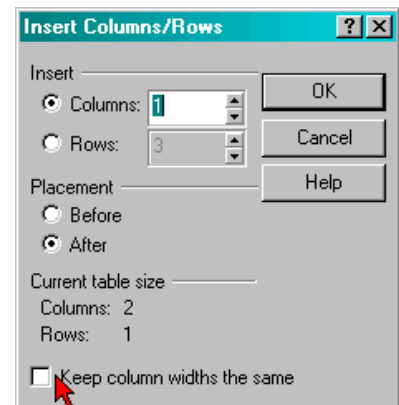 Insert Columns/Rows
Insert
Columns: 1
OK
Rows: 3
Cancel
Placement
Help
Before
After
Current table size
Columns: 2
Rows: 1
Keep column widths the same